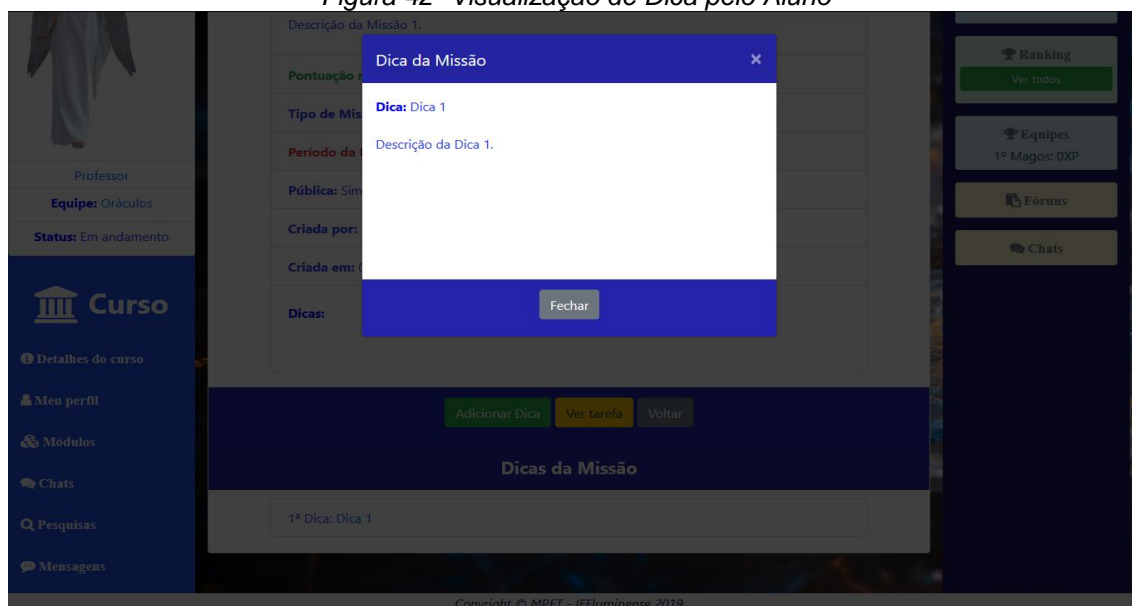 Figura 42 - Visualização de Dica pelo Aluno
Descrição da Missão 1.
Dica da Missão ×
Pontuação
Dica: Dica 1
Tipo de Mis
Descrição da Dica 1.
Período da
Pública: Sim
Criada por:
Criada em:
Dicas:
Fechar
Professor
Equipe: Oráculos
Status: Em andamento
Curso
Detalhes do curso
Meu perfil
Módulos
Chats
Pesquisas
Mensagens
Adicionar Dica Ver tarefa Voltar
Dicas da Missão
1ª Dica: Dica 1
Ranking
Ver todos
Equipes
1º Magos: 0XP
Fóruns
Chats
Copyright © MPET - IFFluminense 2019